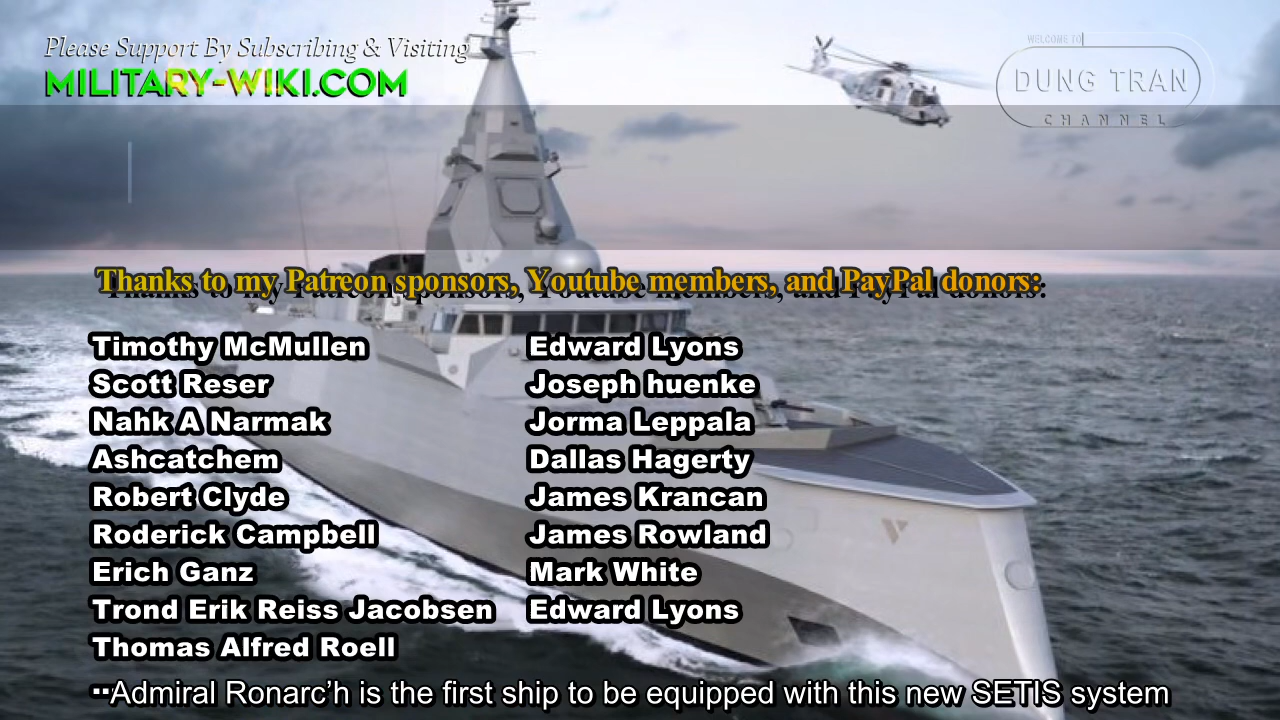 Please Support By Subscribing & Visiting
MILITARY-WIKI.COM
WELCOME TO
DUNG TRAN
CHANNEL
Thanks to my Patreon sponsors, Youtube members, and PayPal donors:
Timothy McMullen
Scott Reser
Nahk A Narmak
Ashcatchem
Robert Clyde
Roderick Campbell
Erich Ganz
Trond Erik Reiss Jacobsen
Thomas Alfred Roell
Edward Lyons
Joseph huenke
Jorma Leppala
Dallas Hagerty
James Krancan
James Rowland
Mark White
Edward Lyons
▪▪Admiral Ronarc’h is the first ship to be equipped with this new SETIS system